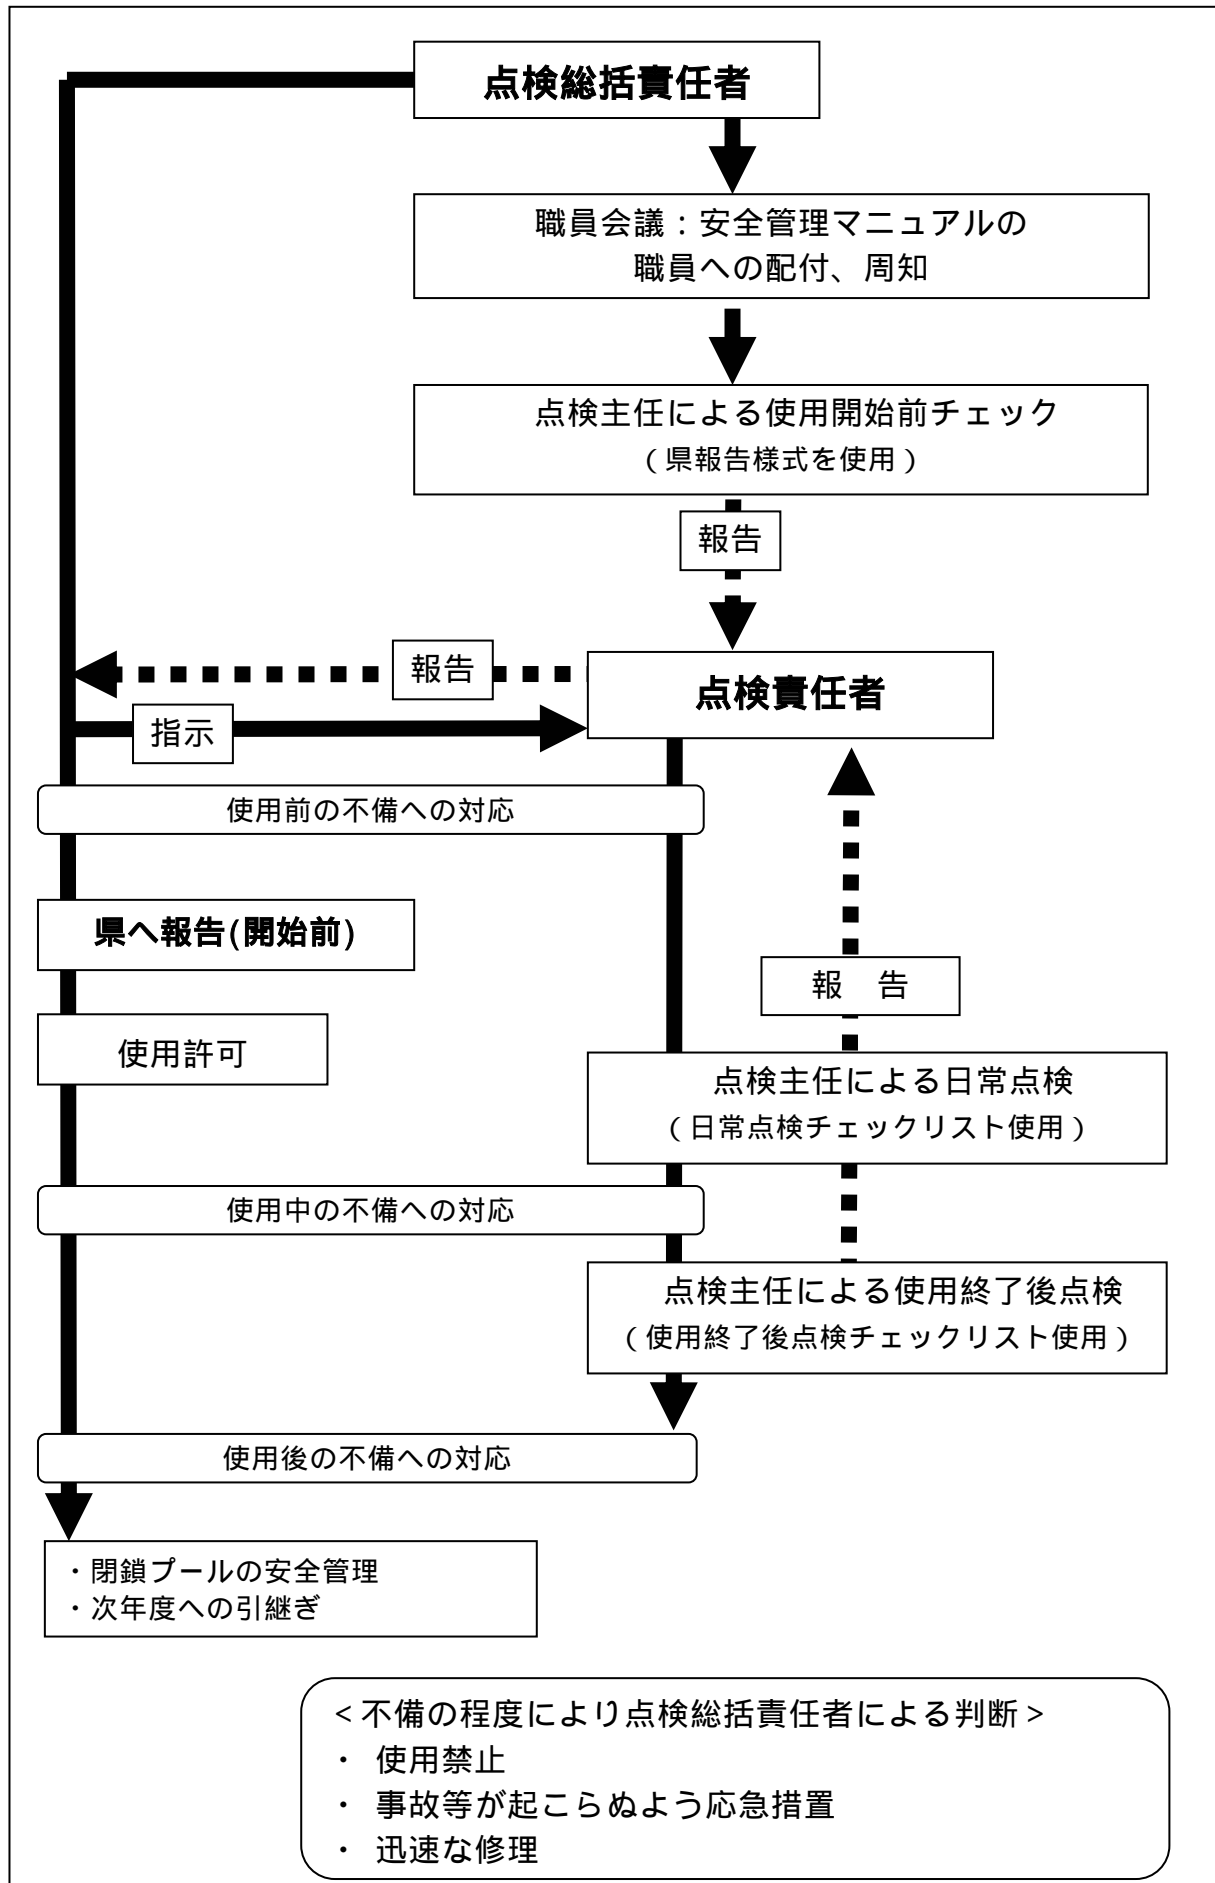 点検総括責任者
職員会議：安全管理マニュアルの
職員への配付、周知
点検主任による使用開始前チェック
（県報告様式を使用）
報告
報告
点検責任者
指示
使用前の不備への対応
県へ報告(開始前)
報　告
使用許可
点検主任による日常点検
（日常点検チェックリスト使用）
使用中の不備への対応
点検主任による使用終了後点検
（使用終了後点検チェックリスト使用）
使用後の不備への対応
・閉鎖プールの安全管理
・次年度への引継ぎ
＜不備の程度により点検総括責任者による判断＞
・ 使用禁止
・ 事故等が起こらぬよう応急措置
・ 迅速な修理